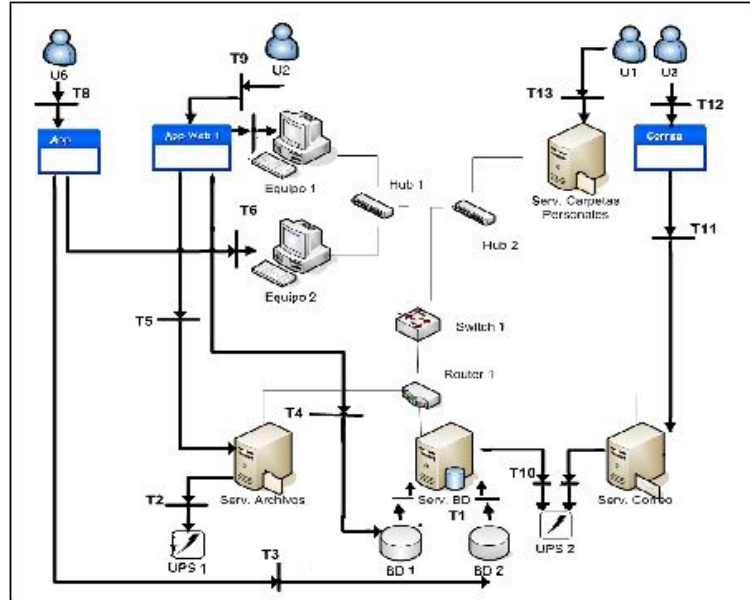 U6
U2
U1
U3
T8
T9
T13
T12
App
App Web 1
Correo
Equipo 1
Hub 1
Serv. Carpetas
Personales
Hub 2
T6
T11
Equipo 2
T5
Switch 1
Router 1
T4
T2
Serv. Archivos
Serv. BD
T10
Serv. Correo
T1
UPS 1
UPS 2
T3
BD 1
BD 2